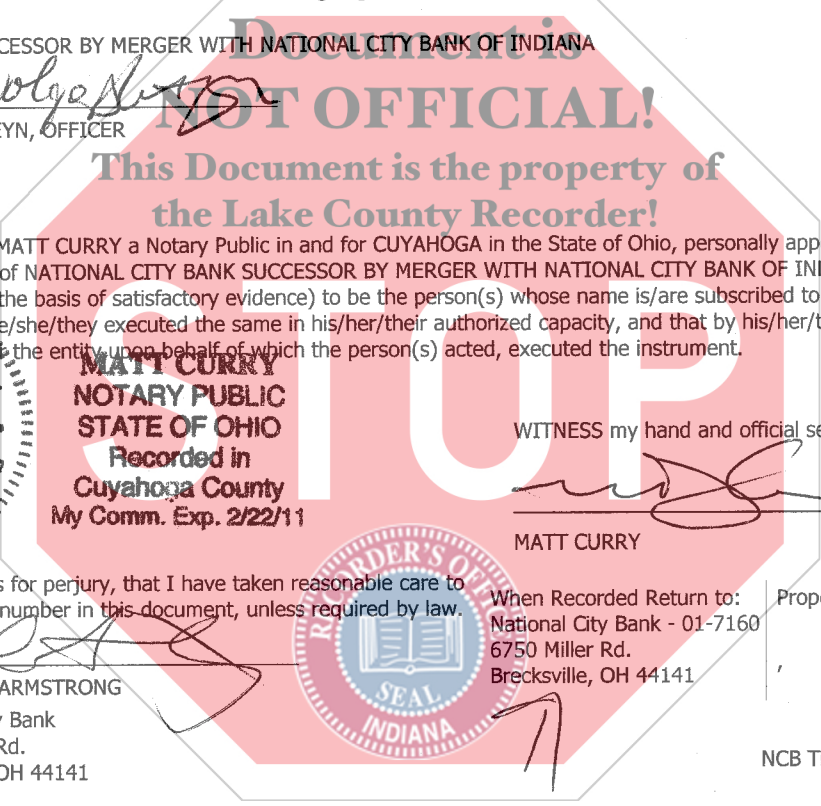 Document is
CCESSOR BY MERGER WITH NATIONAL CITY BANK OF INDIANA
NOT OFFICIAL!
EYN, OFFICER
This Document is the property of
the Lake County Recorder!
MATT CURRY a Notary Public in and for CUYAHOGA in the State of Ohio, personally app
of NATIONAL CITY BANK SUCCESSOR BY MERGER WITH NATIONAL CITY BANK OF IND
the basis of satisfactory evidence) to be the person(s) whose name is/are subscribed to
e/she/they executed the same in his/her/their authorized capacity, and that by his/her/t
the entity upon behalf of which the person(s) acted, executed the instrument.
STOP
MATT CURRY
NOTARY PUBLIC
STATE OF OHIO
Recorded in
Cuyahoga County
My Comm. Exp. 2/22/11
WITNESS my hand and official se
MATT CURRY
s for perjury, that I have taken reasonable care to
number in this document, unless required by law.
ARMSTRONG
y Bank
Rd.
OH 44141
RECORDER'S OFFICE
SEAL
INDIANA
When Recorded Return to:
National City Bank - 01-7160
6750 Miller Rd.
Brecksville, OH 44141
Prope
,
NCB T